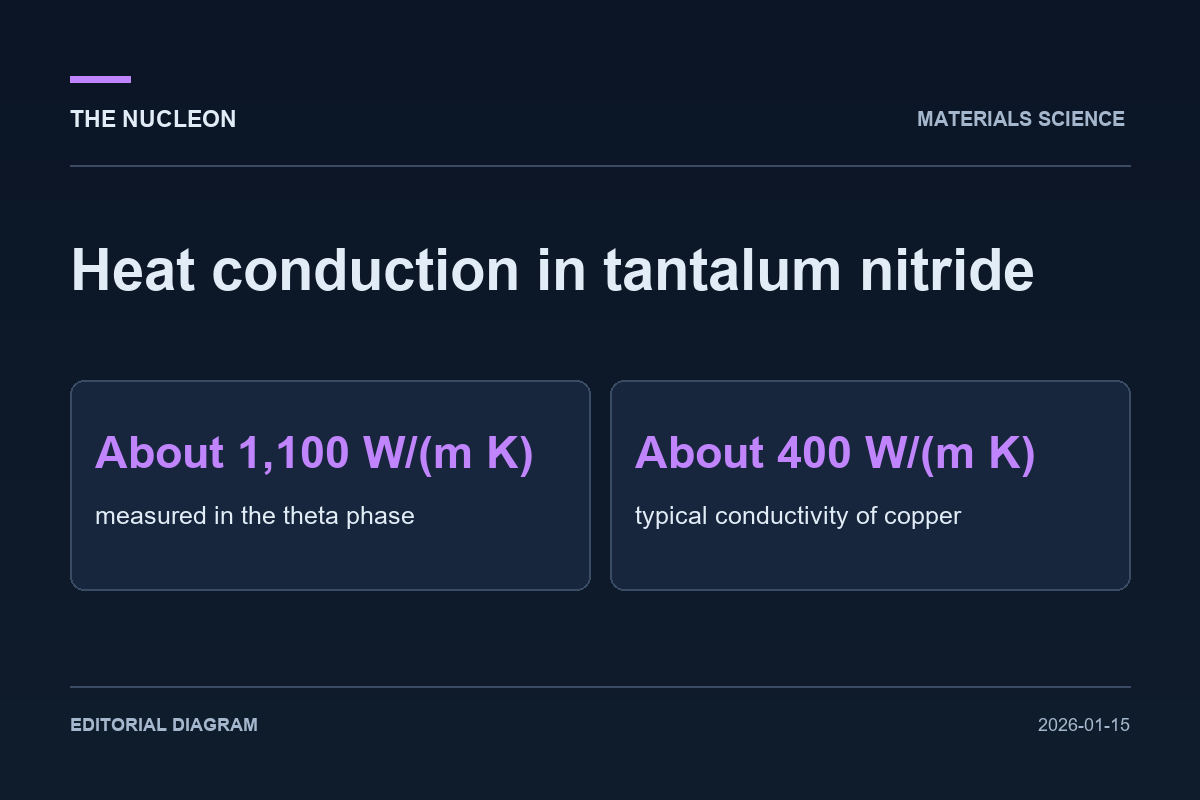 THE NUCLEON
MATERIALS SCIENCE
Heat conduction in tantalum nitride
About 1,100 W/(m K)
measured in the theta phase
About 400 W/(m K)
typical conductivity of copper
EDITORIAL DIAGRAM
2026-01-15